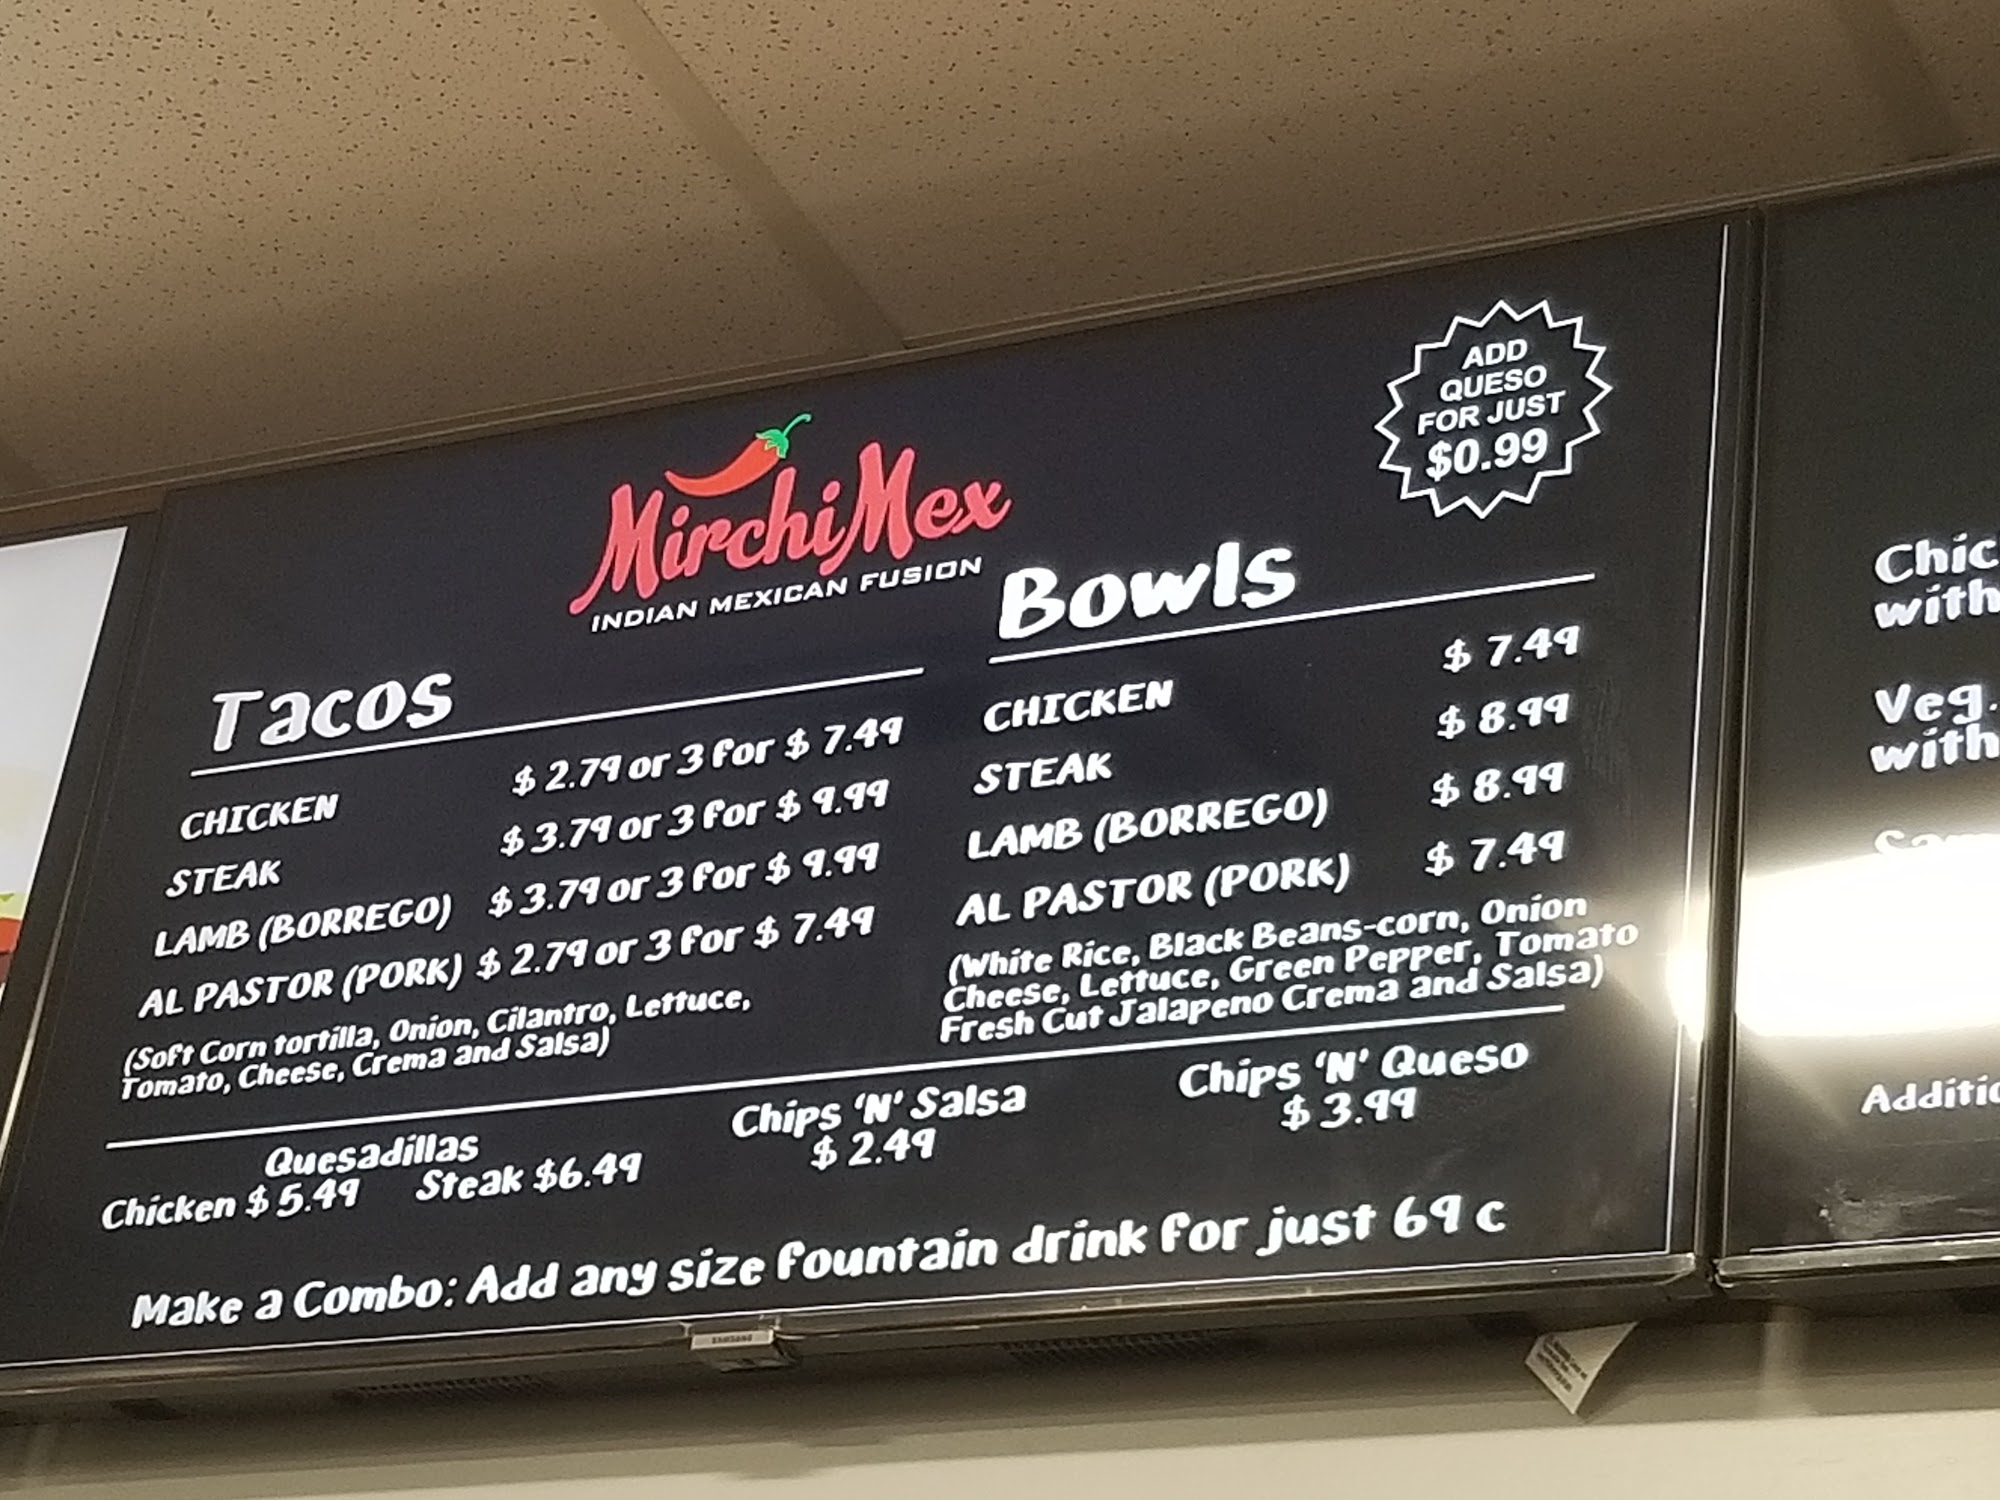 ADD
QUESO
FOR JUST
$0.99
MirchiMex
INDIAN MEXICAN FUSION
Tacos
CHICKEN $ 2.79 or 3 for $ 7.49
STEAK $ 3.79 or 3 for $ 9.99
LAMB (BORREGO) $ 3.79 or 3 for $ 9.99
AL PASTOR (PORK) $ 2.79 or 3 for $ 7.49
(Soft Corn tortilla, Onion, Cilantro, Lettuce,
Tomato, Cheese, Crema and Salsa)
Bowls
CHICKEN $ 7.49
STEAK $ 8.99
LAMB (BORREGO) $ 8.99
AL PASTOR (PORK) $ 7.49
(White Rice, Black Beans-corn, Onion
Cheese, Lettuce, Green Pepper, Tomato
Fresh Cut Jalapeno Crema and Salsa)
Quesadillas
Chicken $ 5.49 Steak $6.49
Chips 'N' Salsa
$ 2.49
Chips 'N' Queso
$ 3.99
Make a Combo: Add any size fountain drink for just 69 c
Chic
with
Veg.
with
Additio
SAMSUNG